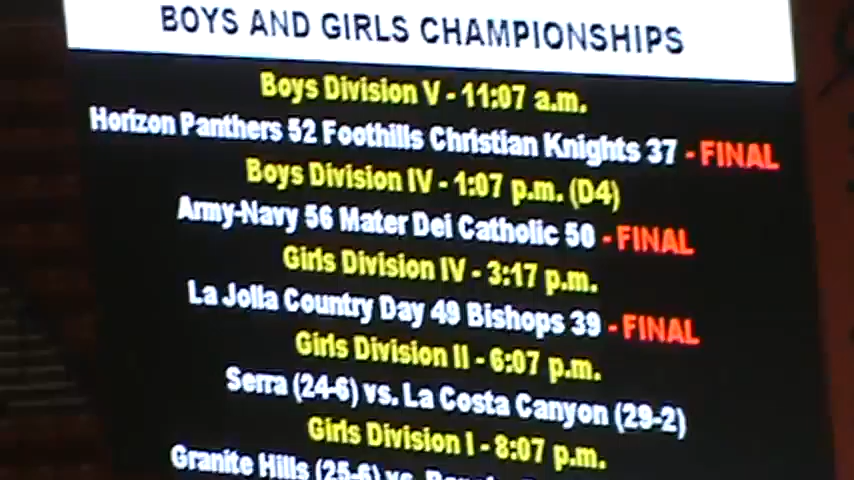 BOYS AND GIRLS CHAMPIONSHIPS
Boys Division V - 11:07 a.m.
Horizon Panthers 52 Foothills Christian Knights 37 - FINAL
Boys Division IV - 1:07 p.m. (D4)
Army-Navy 56 Mater Dei Catholic 50 - FINAL
Girls Division IV - 3:17 p.m.
La Jolla Country Day 49 Bishops 39 - FINAL
Girls Division II - 6:07 p.m.
Serra (24-6) vs. La Costa Canyon (29-2)
Girls Division I - 8:07 p.m.
Granite Hills (25-6) vs.